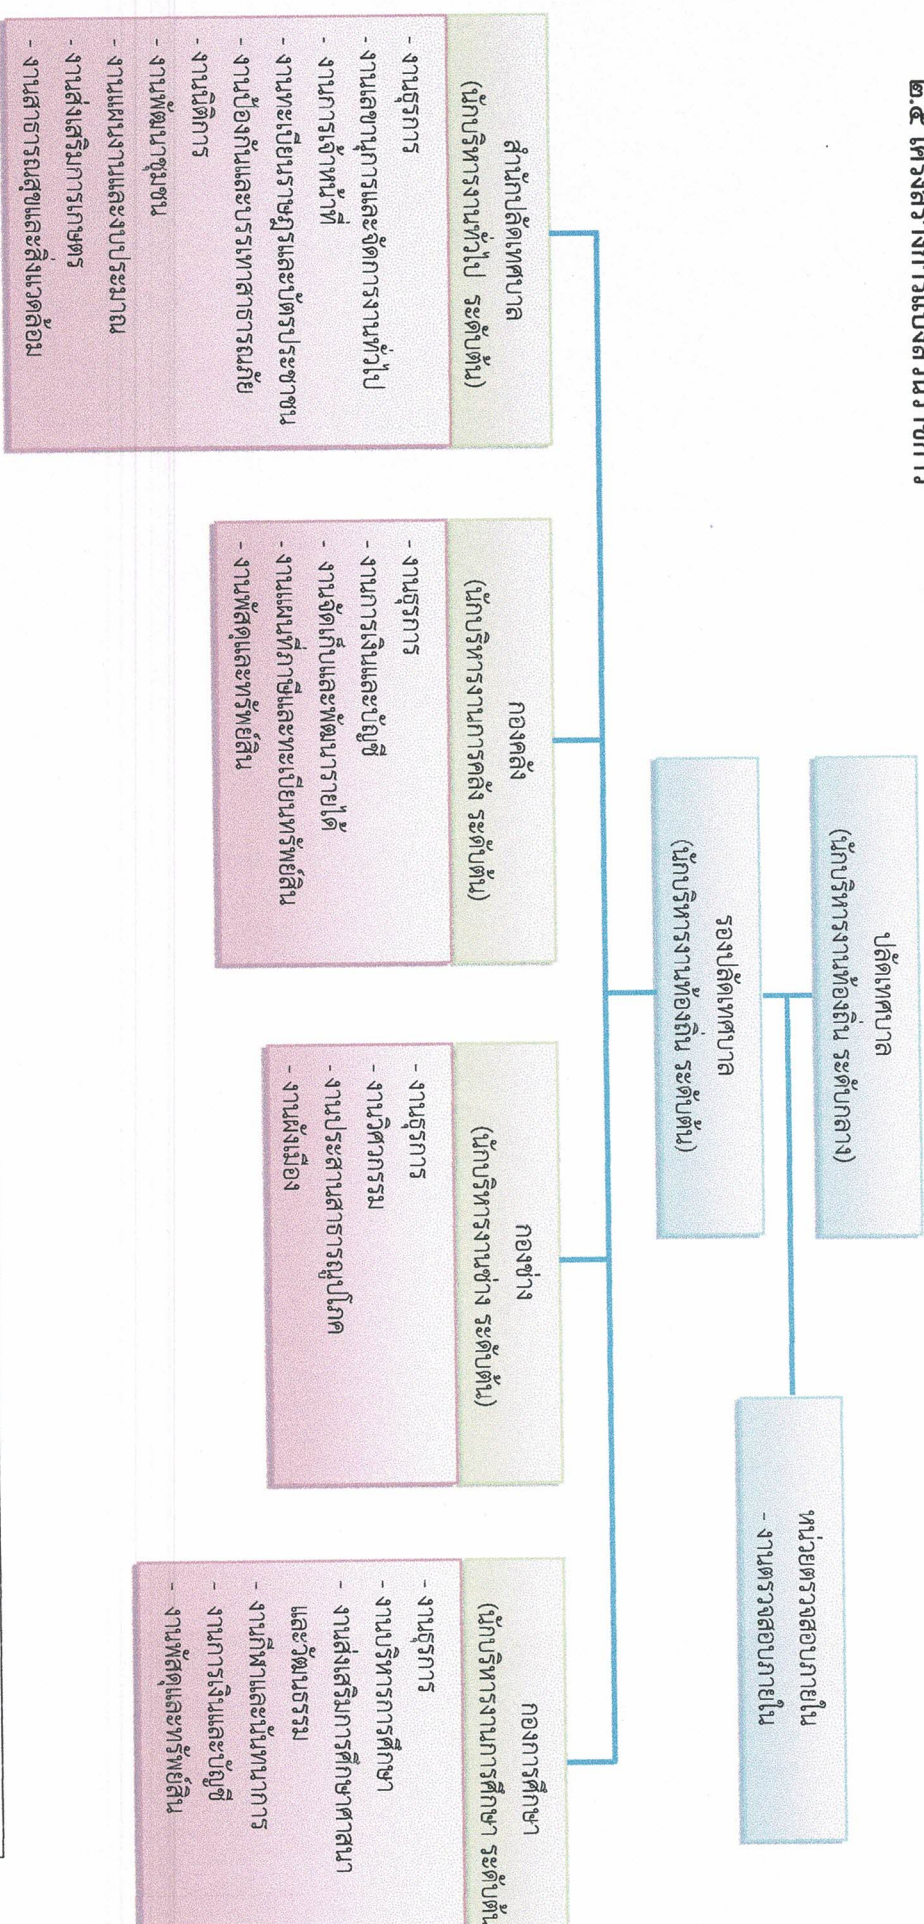 ๒.๕ โครงสร้างการแบ่งส่วนราชการ
ปลัดเทศบาล
(นักบริหารงานท้องถิ่น ระดับกลาง)
หน่วยตรวจสอบภายใน
- งานตรวจสอบภายใน
รองปลัดเทศบาล
(นักบริหารงานท้องถิ่น ระดับต้น)
สำนักปลัดเทศบาล
(นักบริหารงานทั่วไป ระดับต้น)
- งานธุรการ
- งานเลขานุการและจัดการงานทั่วไป
- งานการเจ้าหน้าที่
- งานทะเบียนราษฎรและบัตรประชาชน
- งานป้องกันและบรรเทาสาธารณภัย
- งานนิติการ
- งานพัฒนาชุมชน
- งานแผนงานและงบประมาณ
- งานส่งเสริมการเกษตร
- งานสาธารณสุขและสิ่งแวดล้อม
กองคลัง
(นักบริหารงานการคลัง ระดับต้น)
- งานธุรการ
- งานการเงินและบัญชี
- งานจัดเก็บและพัฒนารายได้
- งานแผนที่ภาษีและทะเบียนทรัพย์สิน
- งานพัสดุและทรัพย์สิน
กองช่าง
(นักบริหารงานช่าง ระดับต้น)
- งานธุรการ
- งานวิศวกรรม
- งานประสานสาธารณูปโภค
- งานผังเมือง
กองการศึกษา
(นักบริหารงานการศึกษา ระดับต้น
- งานธุรการ
- งานบริหารการศึกษา
- งานส่งเสริมการศึกษาศาสนา
และวัฒนธรรม
- งานกีฬาและนันทนาการ
- งานการเงินและบัญชี
- งานพัสดุและทรัพย์สิน